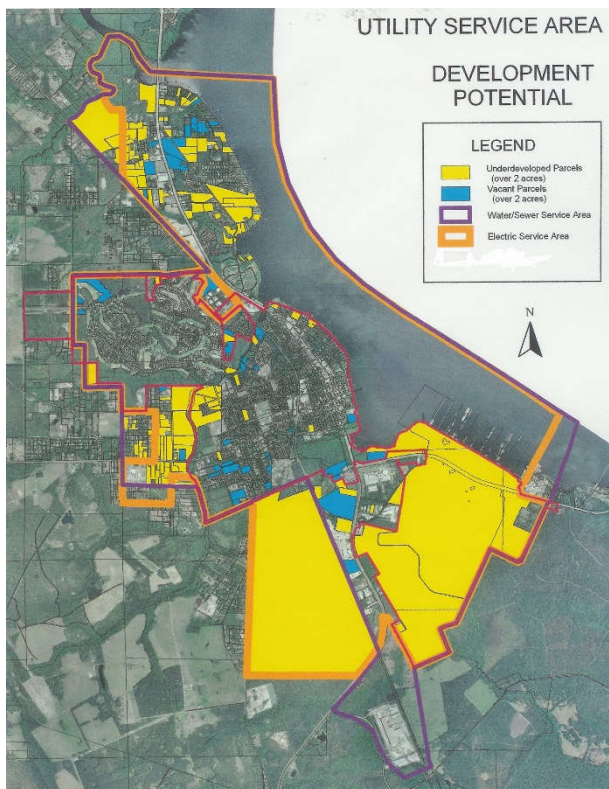 UTILITY SERVICE AREA
DEVELOPMENT
POTENTIAL
LEGEND
Underdeveloped Parcels
(over 2 acres)
Vacant Parcels
(over 2 acres)
Water/Sewer Service Area
Electric Service Area
N